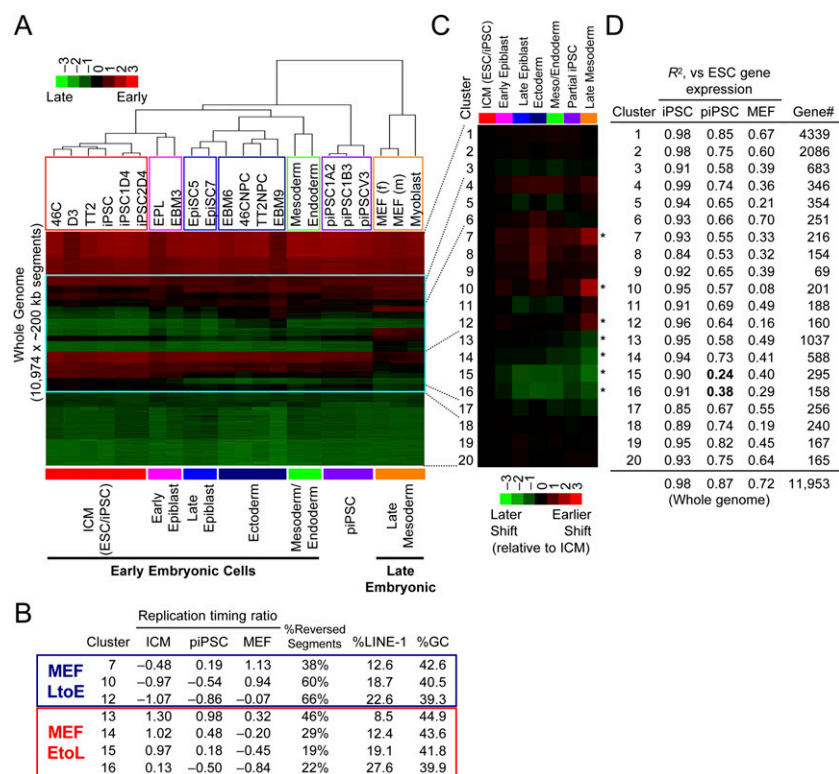 A
−3 −2 −1 0 1 2 3
Late Early
46C D3 TT2 iPSC iPSC1D4 iPSC2D4 EPL EBM3 EpiSC5 EpiSC7 EBM6 46CNPC TT2NPC EBM9 Mesoderm Endoderm piPSC1A2 piPSC1B3 piPSCV3 MEF (f) MEF (m) Myoblast
Whole Genome
(10,974 x ~200 kb segments)
ICM
(ESC/iPSC)
Early
Epiblast
Late
Epiblast
Ectoderm
Mesoderm/
Endoderm
piPSC
Late
Mesoderm
Early Embryonic Cells
Late
Embryonic
C
Cluster
ICM (ESC/iPSC)
Early Epiblast
Late Epiblast
Ectoderm
Meso/Endoderm
Partial iPSC
Late Mesoderm
1
2
3
4
5
6
7 *
8
9
10 *
11
12 *
13 *
14 *
15 *
16 *
17
18
19
20
−3 −2 −1 0 1 2 3
Later Earlier
Shift Shift
(relative to ICM)
D
R², vs ESC gene
expression
Cluster iPSC piPSC MEF Gene#
1 0.98 0.85 0.67 4339
2 0.98 0.75 0.60 2086
3 0.91 0.58 0.39 683
4 0.99 0.74 0.36 346
5 0.94 0.65 0.21 354
6 0.93 0.66 0.70 251
7 0.93 0.55 0.33 216
8 0.84 0.53 0.32 154
9 0.92 0.65 0.39 69
10 0.95 0.57 0.08 201
11 0.91 0.69 0.49 188
12 0.96 0.64 0.16 160
13 0.95 0.58 0.49 1037
14 0.94 0.73 0.41 588
15 0.90 0.24 0.40 295
16 0.91 0.38 0.29 158
17 0.85 0.67 0.55 256
18 0.89 0.74 0.19 240
19 0.95 0.82 0.45 167
20 0.93 0.75 0.64 165
0.98 0.87 0.72 11,953
(Whole genome)
B
Replication timing ratio
Cluster ICM piPSC MEF %Reversed Segments %LINE-1 %GC
MEF
LtoE
7 −0.48 0.19 1.13 38% 12.6 42.6
10 −0.97 −0.54 0.94 60% 18.7 40.5
12 −1.07 −0.86 −0.07 66% 22.6 39.3
MEF
EtoL
13 1.30 0.98 0.32 46% 8.5 44.9
14 1.02 0.48 −0.20 29% 12.4 43.6
15 0.97 0.18 −0.45 19% 19.1 41.8
16 0.13 −0.50 −0.84 22% 27.6 39.9